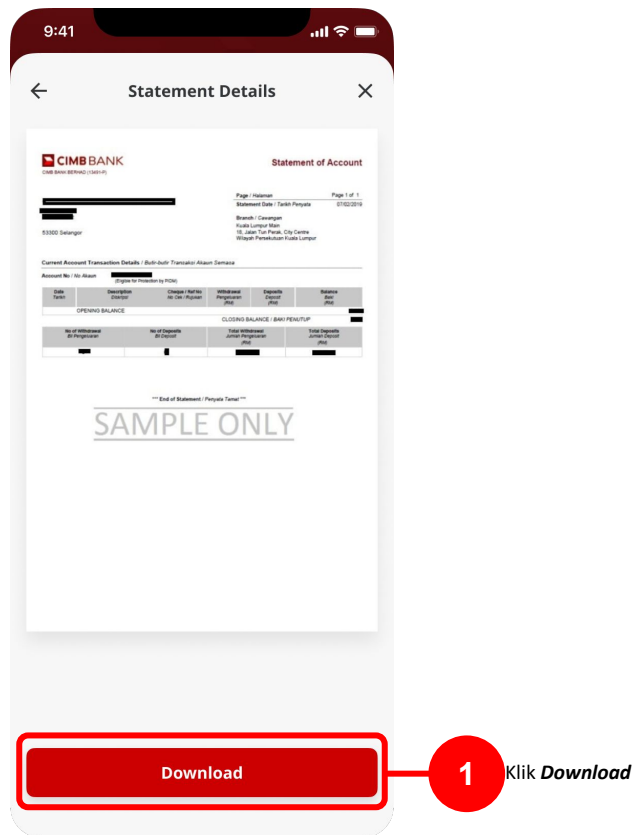 9:41
Statement Details
CIMB BANK
CIMB BANK BERHAD (13491-P)
Statement of Account
Page / Halaman Page 1 of 1
Statement Date / Tarikh Penyata 07/02/2019
Branch / Cawangan
Kuala Lumpur Main
18, Jalan Tun Perak, City Centre
Wilayah Persekutuan Kuala Lumpur
53300 Selangor
Current Account Transaction Details / Butir-butir Transaksi Akaun Semasa
Account No / No Akaun
(Eligible for Protection by PIDM)
Date Description Cheque / Ref No Withdrawal Deposits Balance
Tarikh Diskripsi No Cek / Rujukan Pengeluaran Deposit Baki
(RM) (RM) (RM)
OPENING BALANCE
CLOSING BALANCE / BAKI PENUTUP
No of Withdrawal No of Deposits Total Withdrawal Total Deposits
Bil Pengeluaran Bil Deposit Jumlah Pengeluaran Jumlah Deposit
(RM) (RM)
*** End of Statement / Penyata Tamat ***
SAMPLE ONLY
Download
1 Klik Download